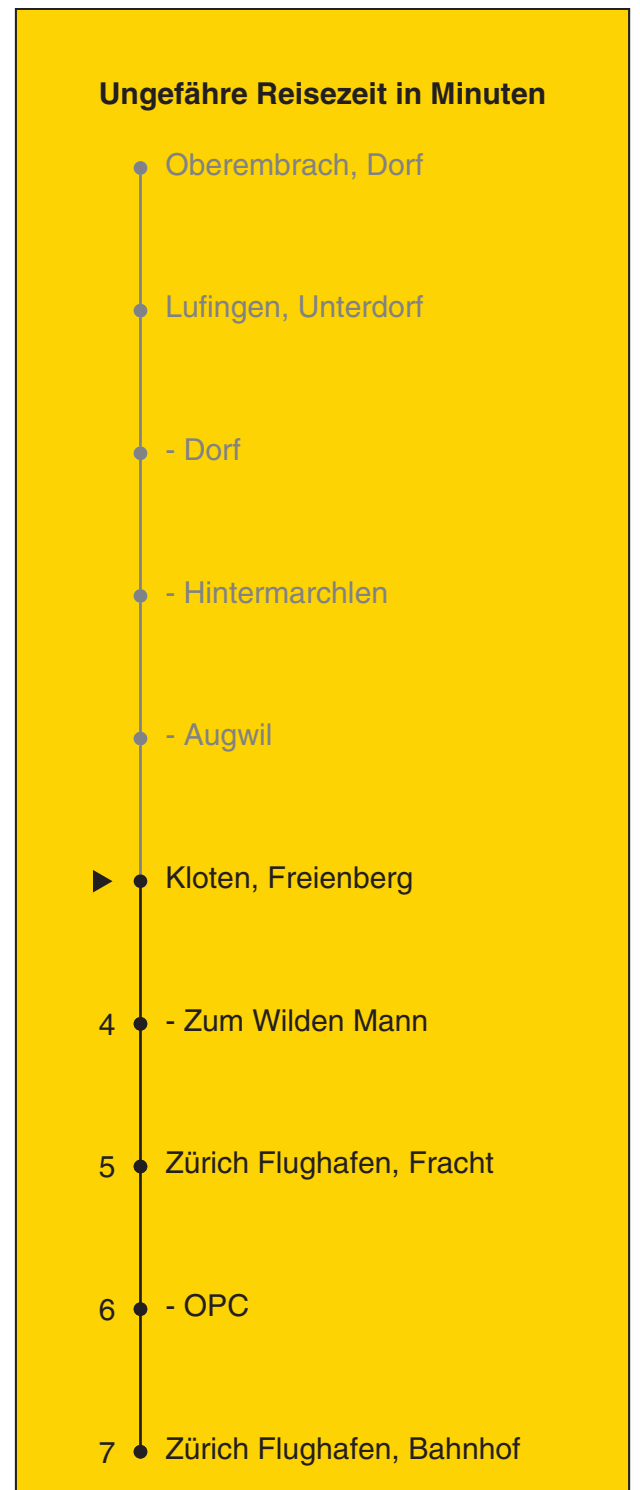 Ungefähre Reisezeit in Minuten
Oberembrach, Dorf
Lufingen, Unterdorf
- Dorf
- Hintermarchlen
- Augwil
Kloten, Freienberg
4 - Zum Wilden Mann
5 Zürich Flughafen, Fracht
6 - OPC
7 Zürich Flughafen, Bahnhof